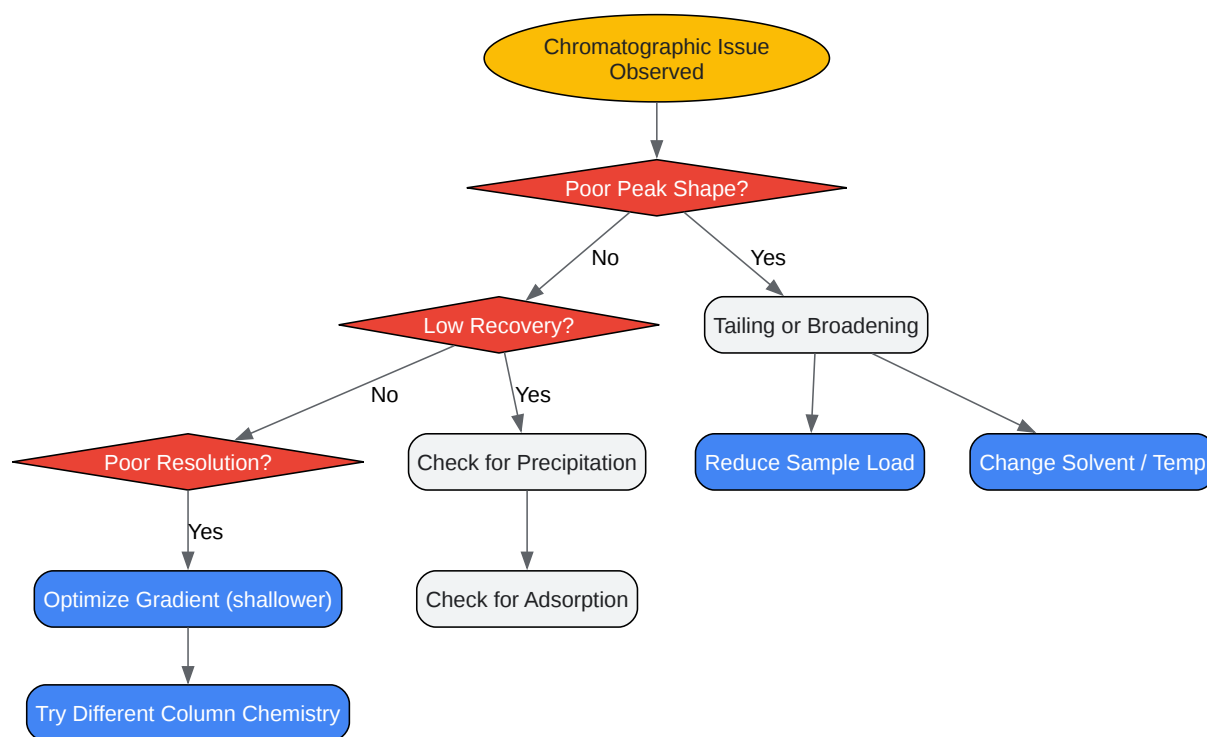 Chromatographic Issue
Observed
Poor Peak Shape?
No
Yes
Low Recovery?
Tailing or Broadening
No
Yes
Poor Resolution?
Check for Precipitation
Reduce Sample Load
Change Solvent / Temp
Yes
Optimize Gradient (shallower)
Check for Adsorption
Try Different Column Chemistry